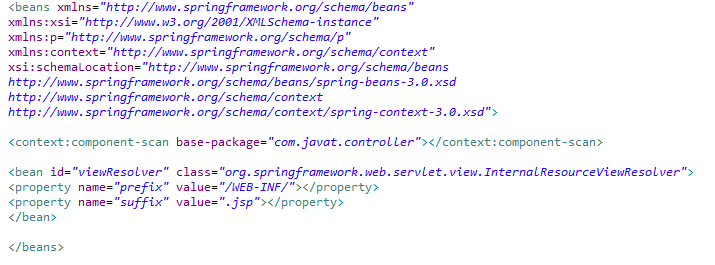 <beans xmlns="http://www.springframework.org/schema/beans"
xmlns:xsi="http://www.w3.org/2001/XMLSchema-instance"
xmlns:p="http://www.springframework.org/schema/p"
xmlns:context="http://www.springframework.org/schema/context"
xsi:schemaLocation="http://www.springframework.org/schema/beans
http://www.springframework.org/schema/beans/spring-beans-3.0.xsd
http://www.springframework.org/schema/context
http://www.springframework.org/schema/context/spring-context-3.0.xsd">
<context:component-scan base-package="com.javat.controller"></context:component-scan>
<bean id="viewResolver" class="org.springframework.web.servlet.view.InternalResourceViewResolver">
<property name="prefix" value="/WEB-INF/"></property>
<property name="suffix" value=".jsp"></property>
</bean>
</beans>